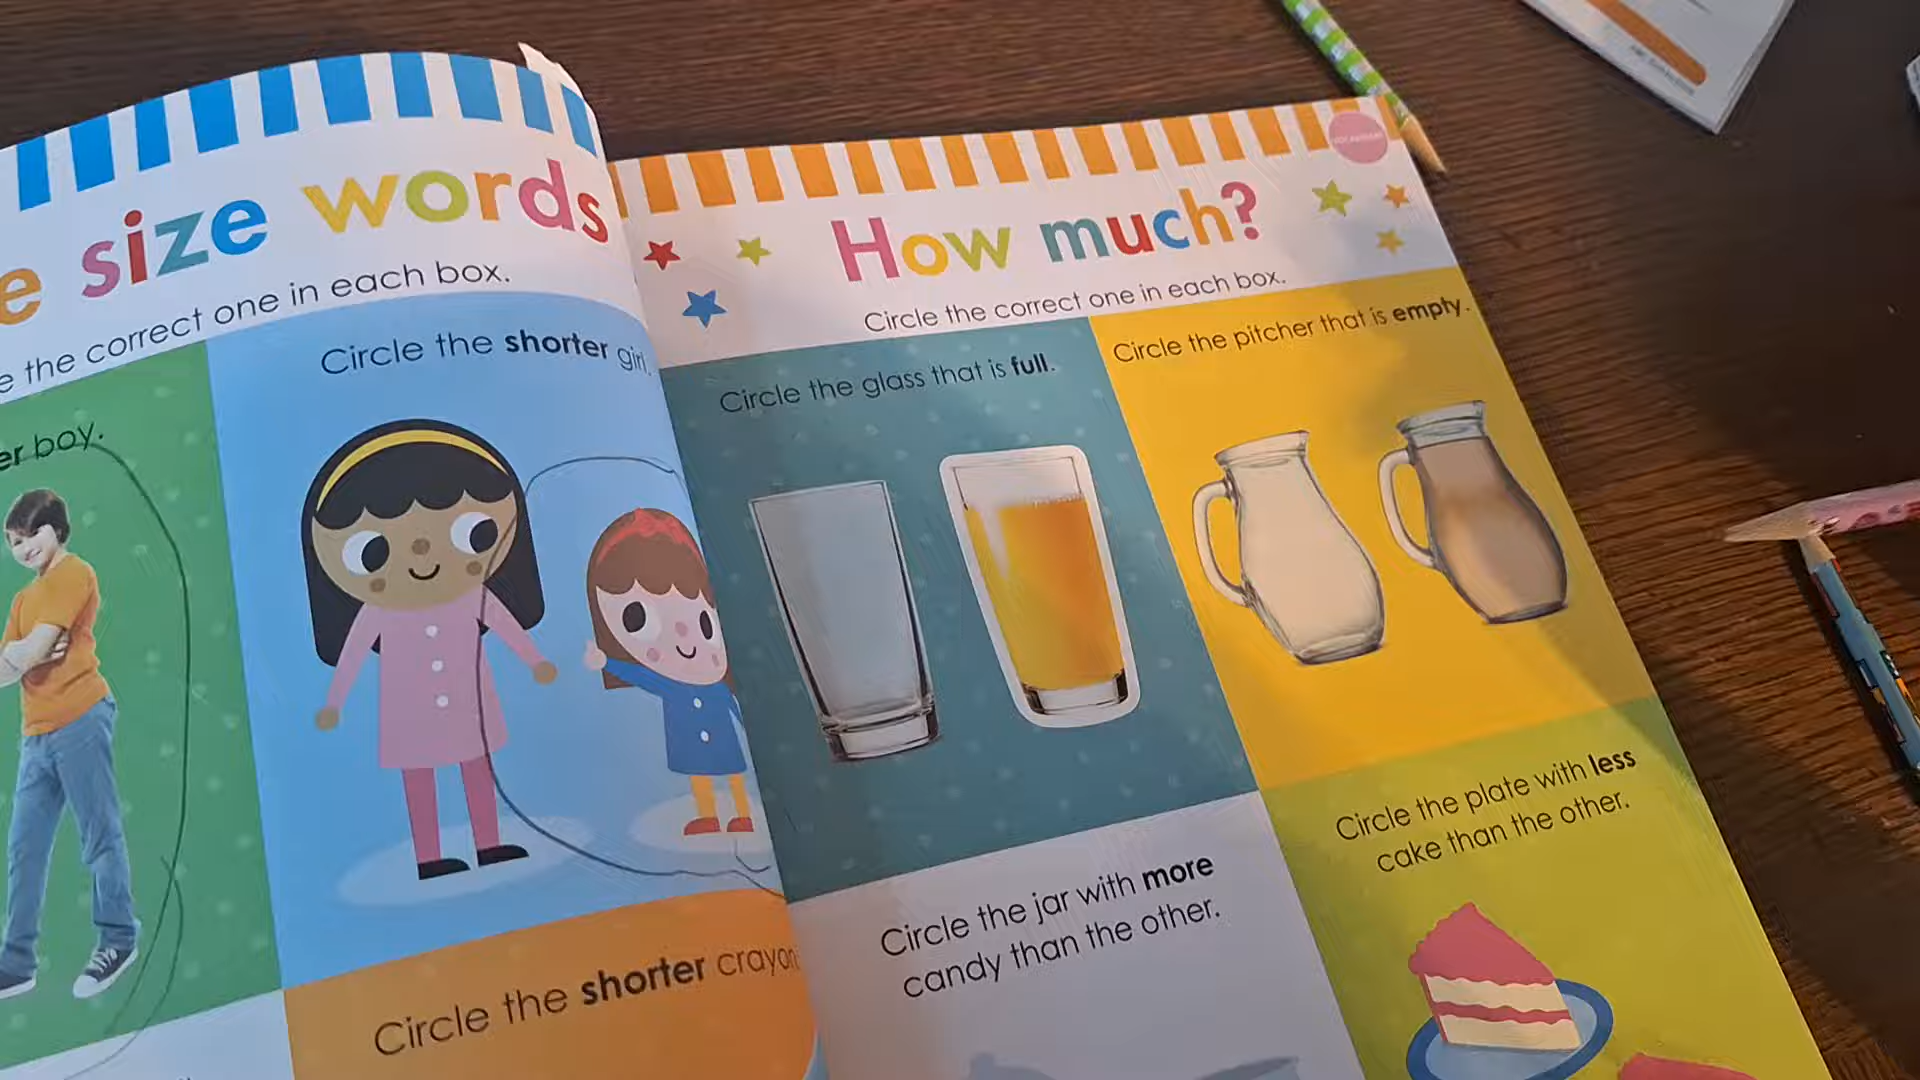 e size words
e the correct one in each box.
er boy.
Circle the shorter girl.
Circle the shorter crayon
How much?
Circle the correct one in each box.
Circle the glass that is full.
Circle the pitcher that is empty.
Circle the jar with more
candy than the other.
Circle the plate with less
cake than the other.